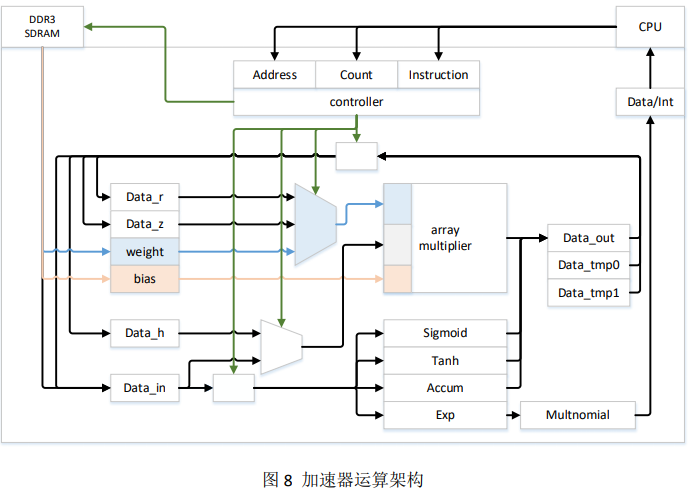 DDR3
SDRAM
CPU
Address
Count
Instruction
controller
Data/Int
Data_r
Data_z
weight
bias
array
multiplier
Data_out
Data_tmp0
Data_tmp1
Data_h
Data_in
Sigmoid
Tanh
Accum
Exp
Multnomial
图 8 加速器运算架构